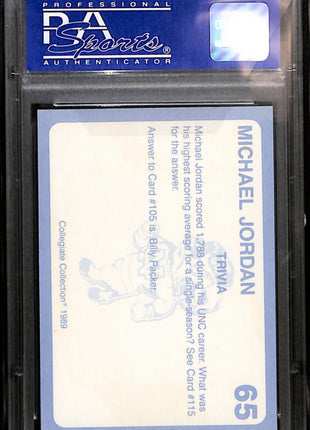 PROFESSIONAL
PSA
Sports
AUTHENTICATOR
MICHAEL JORDAN
65
TRIVIA
Michael Jordan scored 1,788 during his UNC career. What was
his highest scoring average for a single season? See Card #115
for the answer.
Answer to Card #105 is: Billy Packer.
Collegiate Collection® 1989